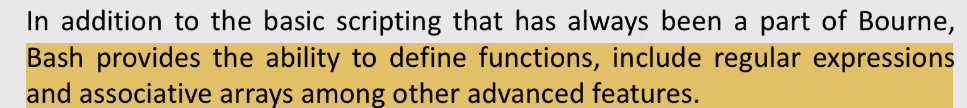 In addition to the basic scripting that has always been a part of Bourne,
Bash provides the ability to define functions, include regular expressions
and associative arrays among other advanced features.